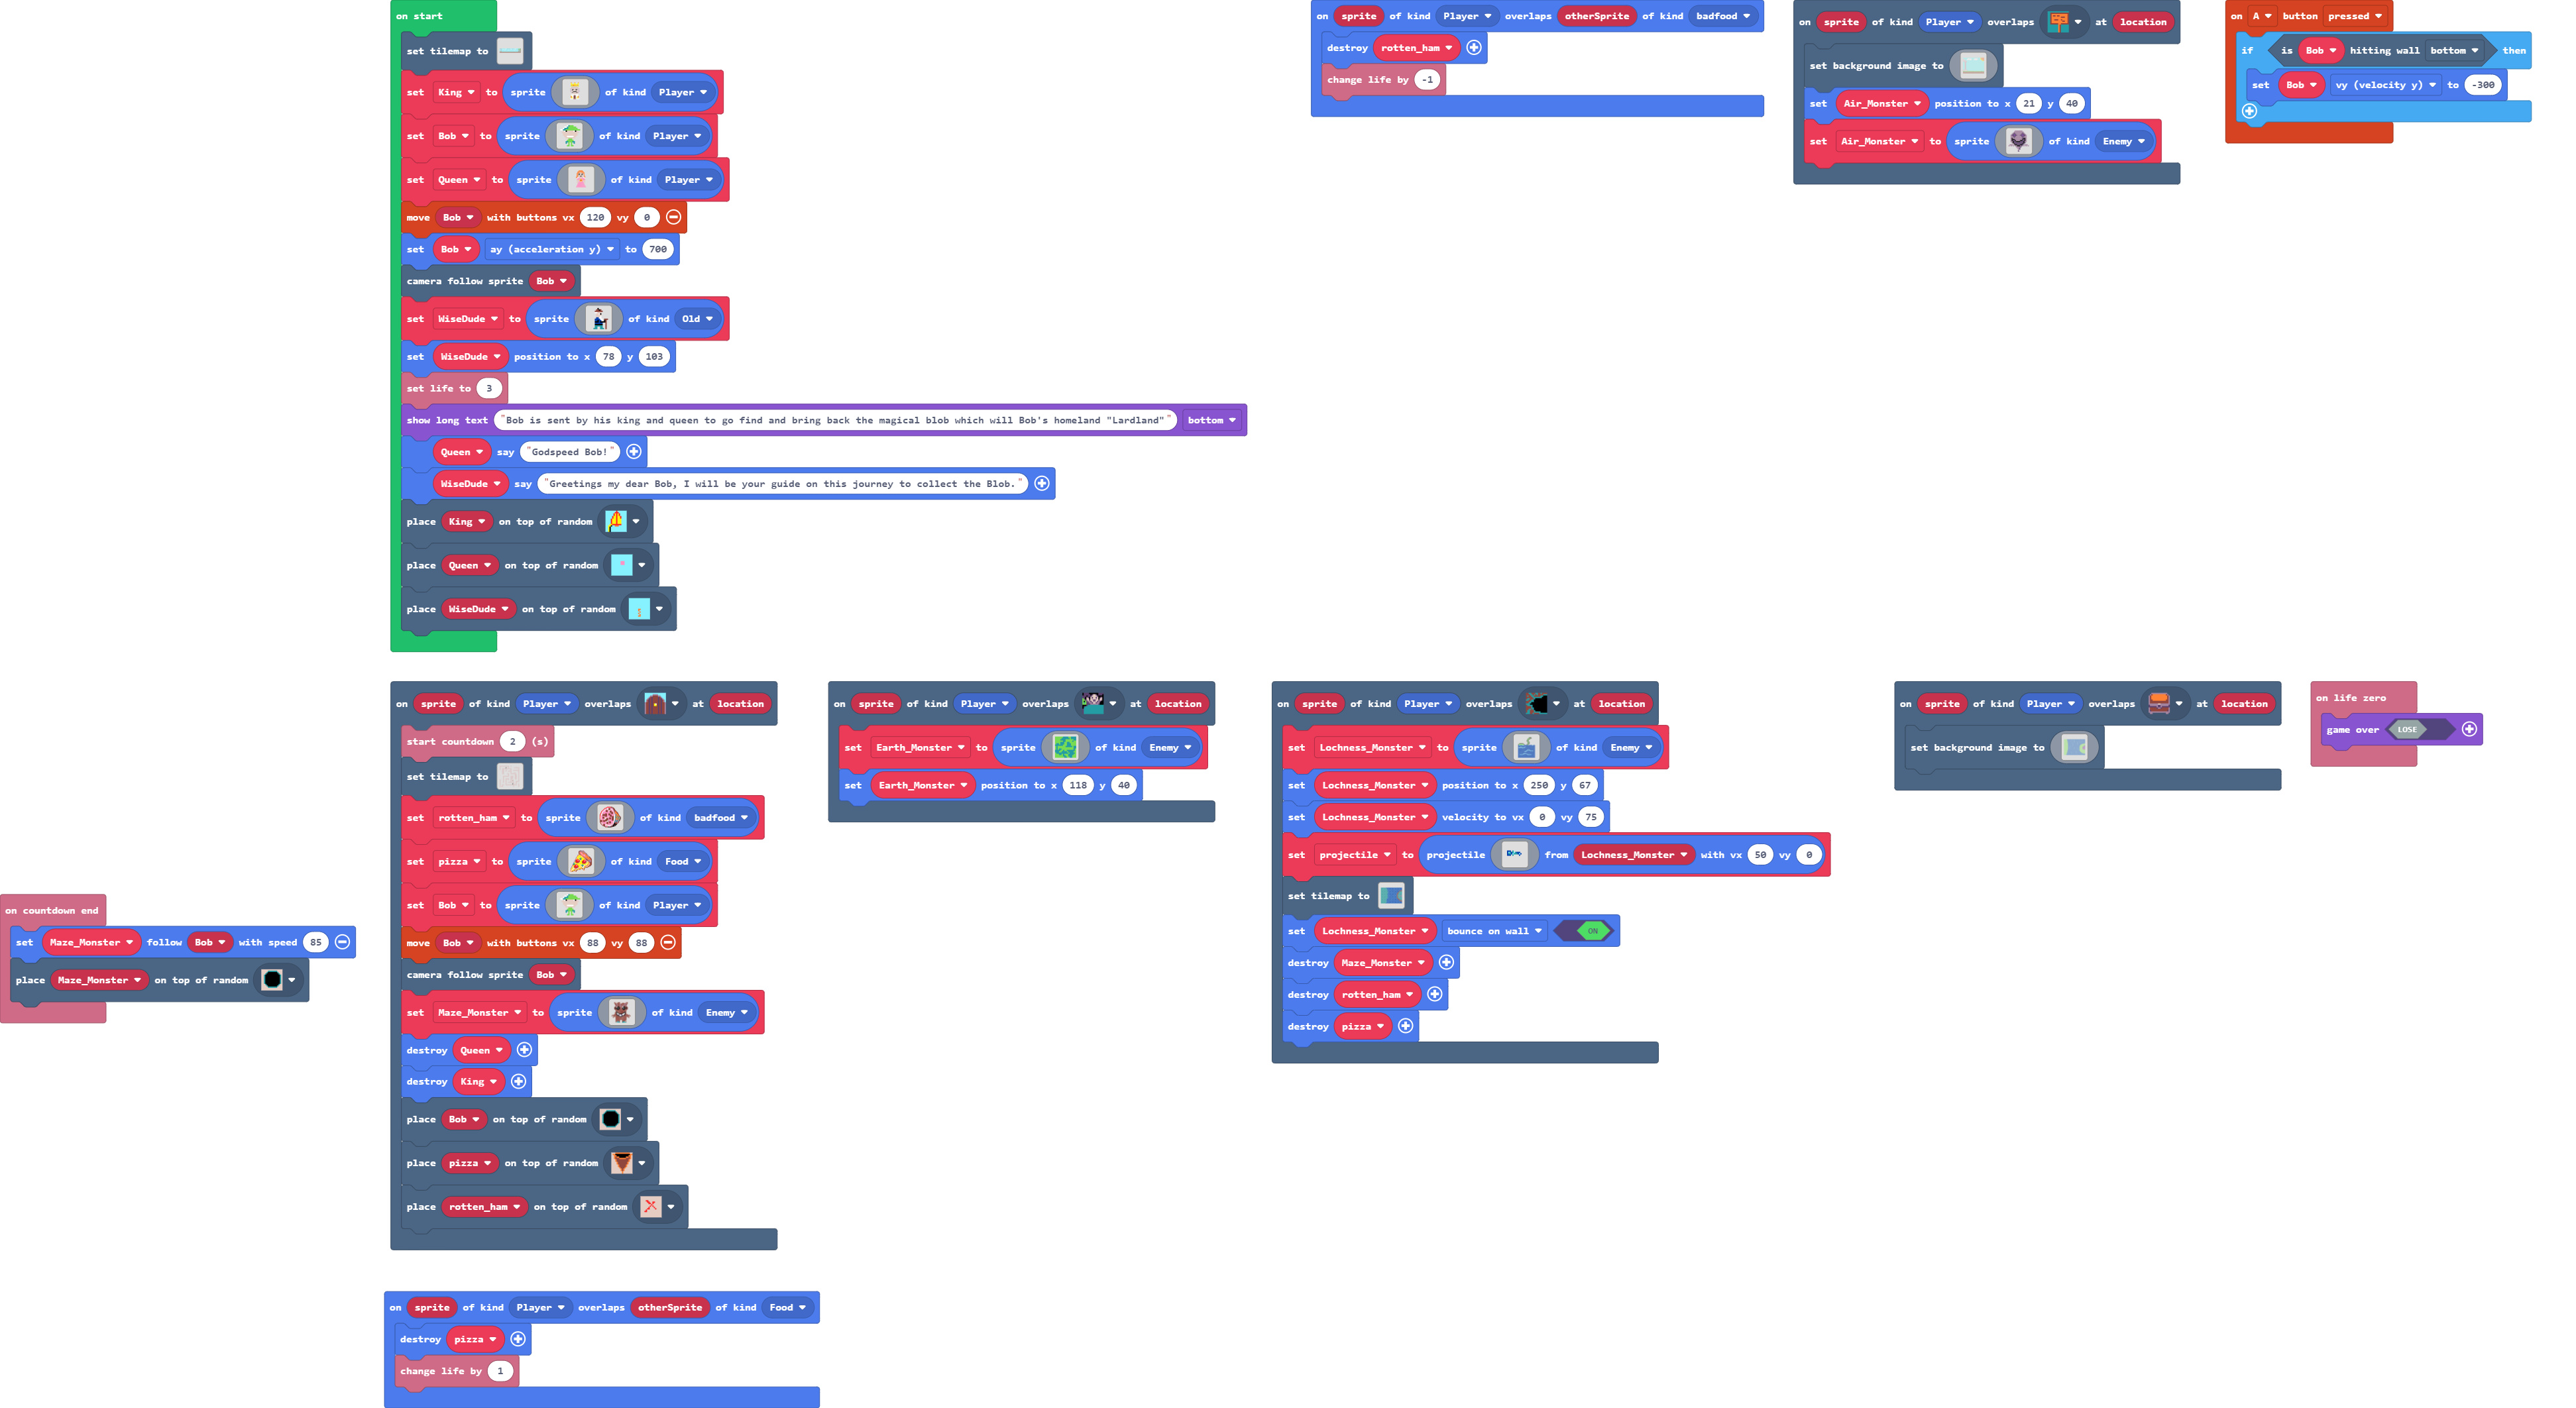 on start
set tilemap to
set King to sprite of kind Player
set Bob to sprite of kind Player
set Queen to sprite of kind Player
move Bob with buttons vx 120 vy 0
set Bob ay (acceleration y) to 700
camera follow sprite Bob
set WiseDude to sprite of kind Old
set WiseDude position to x 78 y 103
set life to 3
show long text "Bob is sent by his king and queen to go find and bring back the magical blob which will Bob's homeland "Lardland"" bottom
Queen say "Godspeed Bob!"
WiseDude say "Greetings my dear Bob, I will be your guide on this journey to collect the Blob."
place King on top of random
place Queen on top of random
place WiseDude on top of random
on sprite of kind Player overlaps otherSprite of kind badfood
destroy rotten_ham
change life by -1
on sprite of kind Player overlaps at location
set background image to
set Air_Monster position to x 21 y 40
set Air_Monster to sprite of kind Enemy
on A button pressed
if is Bob hitting wall bottom then
set Bob vy (velocity y) to -300
on countdown end
set Maze_Monster follow Bob with speed 85
place Maze_Monster on top of random
on sprite of kind Player overlaps at location
start countdown 2 (s)
set tilemap to
set rotten_ham to sprite of kind badfood
set pizza to sprite of kind Food
set Bob to sprite of kind Player
move Bob with buttons vx 88 vy 88
camera follow sprite Bob
set Maze_Monster to sprite of kind Enemy
destroy Queen
destroy King
place Bob on top of random
place pizza on top of random
place rotten_ham on top of random
on sprite of kind Player overlaps at location
set Earth_Monster to sprite of kind Enemy
set Earth_Monster position to x 118 y 40
on sprite of kind Player overlaps at location
set Lochness_Monster to sprite of kind Enemy
set Lochness_Monster position to x 250 y 67
set Lochness_Monster velocity to vx 0 vy 75
set projectile to projectile from Lochness_Monster with vx 50 vy 0
set tilemap to
set Lochness_Monster bounce on wall ON
destroy Maze_Monster
destroy rotten_ham
destroy pizza
on sprite of kind Player overlaps at location
set background image to
on life zero
game over LOSE
on sprite of kind Player overlaps otherSprite of kind Food
destroy pizza
change life by 1